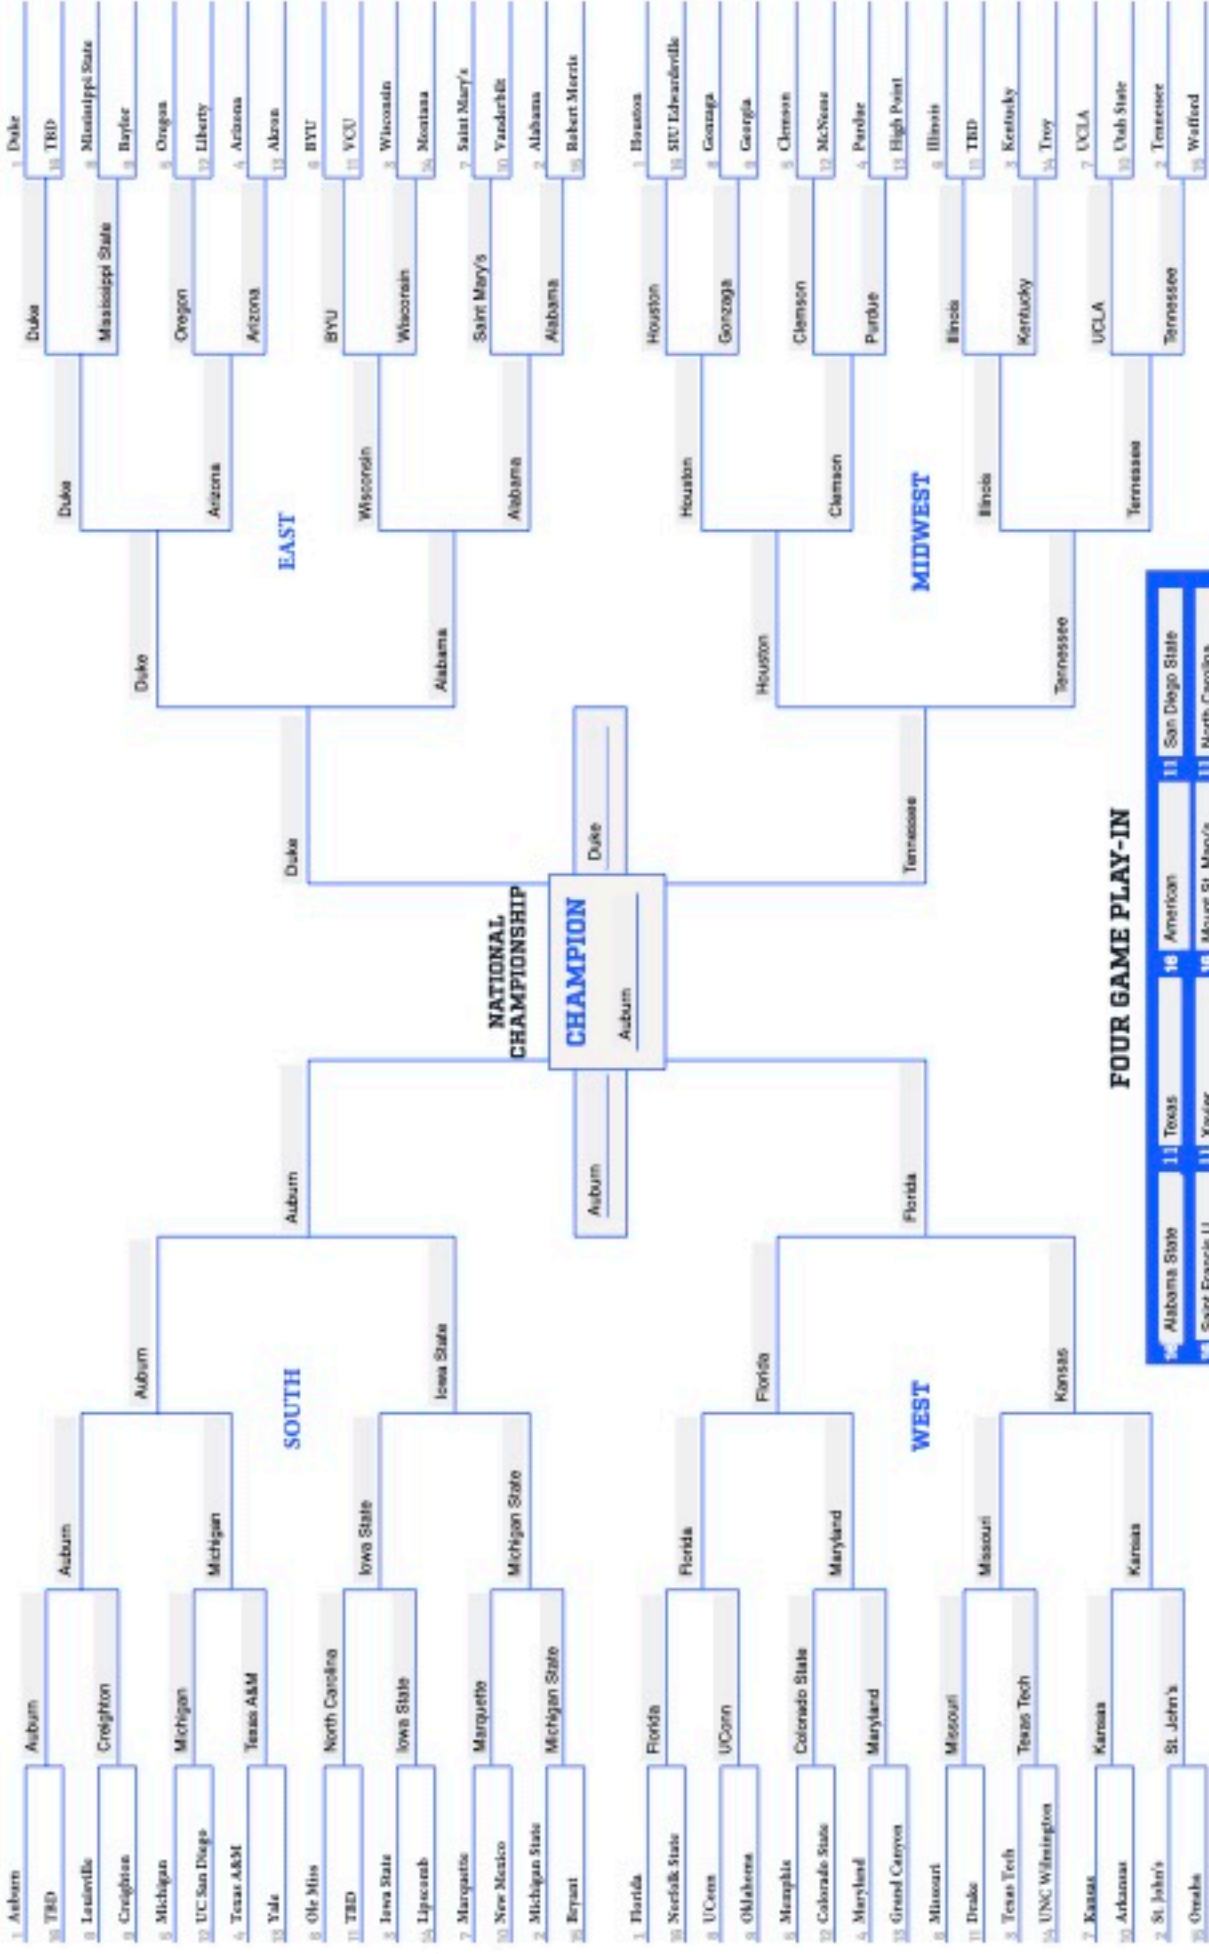 1 Auburn
16 TBD
8 Louisville
9 Creighton
5 Michigan
12 UC San Diego
4 Texas A&M
13 Yale
6 Ole Miss
11 TBD
3 Iowa State
14 Lipscomb
7 Marquette
10 New Mexico
2 Michigan State
15 Bryant
Auburn
Creighton
Michigan
Texas A&M
North Carolina
Iowa State
Marquette
Michigan State
Auburn
Michigan
Iowa State
Michigan State
Auburn
Iowa State
Auburn
SOUTH
1 Florida
16 Norfolk State
8 UConn
9 Oklahoma
5 Memphis
12 Colorado State
4 Maryland
13 Grand Canyon
6 Missouri
11 Drake
3 Texas Tech
14 UNC Wilmington
7 Kansas
10 Arkansas
2 St. John's
15 Omaha
Florida
UConn
Colorado State
Maryland
Missouri
Texas Tech
Kansas
St. John's
Florida
Maryland
Missouri
Kansas
Florida
Kansas
Florida
WEST
NATIONAL
CHAMPIONSHIP
CHAMPION
Auburn
Auburn
Duke
1 Duke
16 TBD
8 Mississippi State
9 Baylor
5 Oregon
12 Liberty
4 Arizona
13 Akron
6 BYU
11 VCU
3 Wisconsin
14 Montana
7 Saint Mary's
10 Vanderbilt
2 Alabama
15 Robert Morris
Duke
Mississippi State
Oregon
Arizona
BYU
Wisconsin
Saint Mary's
Alabama
Duke
Arizona
Wisconsin
Alabama
Duke
Alabama
Duke
EAST
1 Houston
16 SIU Edwardsville
8 Gonzaga
9 Georgia
5 Clemson
12 McNeese
4 Purdue
13 High Point
6 Illinois
11 TBD
3 Kentucky
14 Troy
7 UCLA
10 Utah State
2 Tennessee
15 Wofford
Houston
Gonzaga
Clemson
Purdue
Illinois
Kentucky
UCLA
Tennessee
Houston
Clemson
Illinois
Tennessee
Houston
Tennessee
Tennessee
MIDWEST
FOUR GAME PLAY-IN
16 Alabama State
11 Texas
16 American
11 San Diego State
16 Saint Francis U
11 Xavier
16 Mount St. Mary's
11 North Carolina